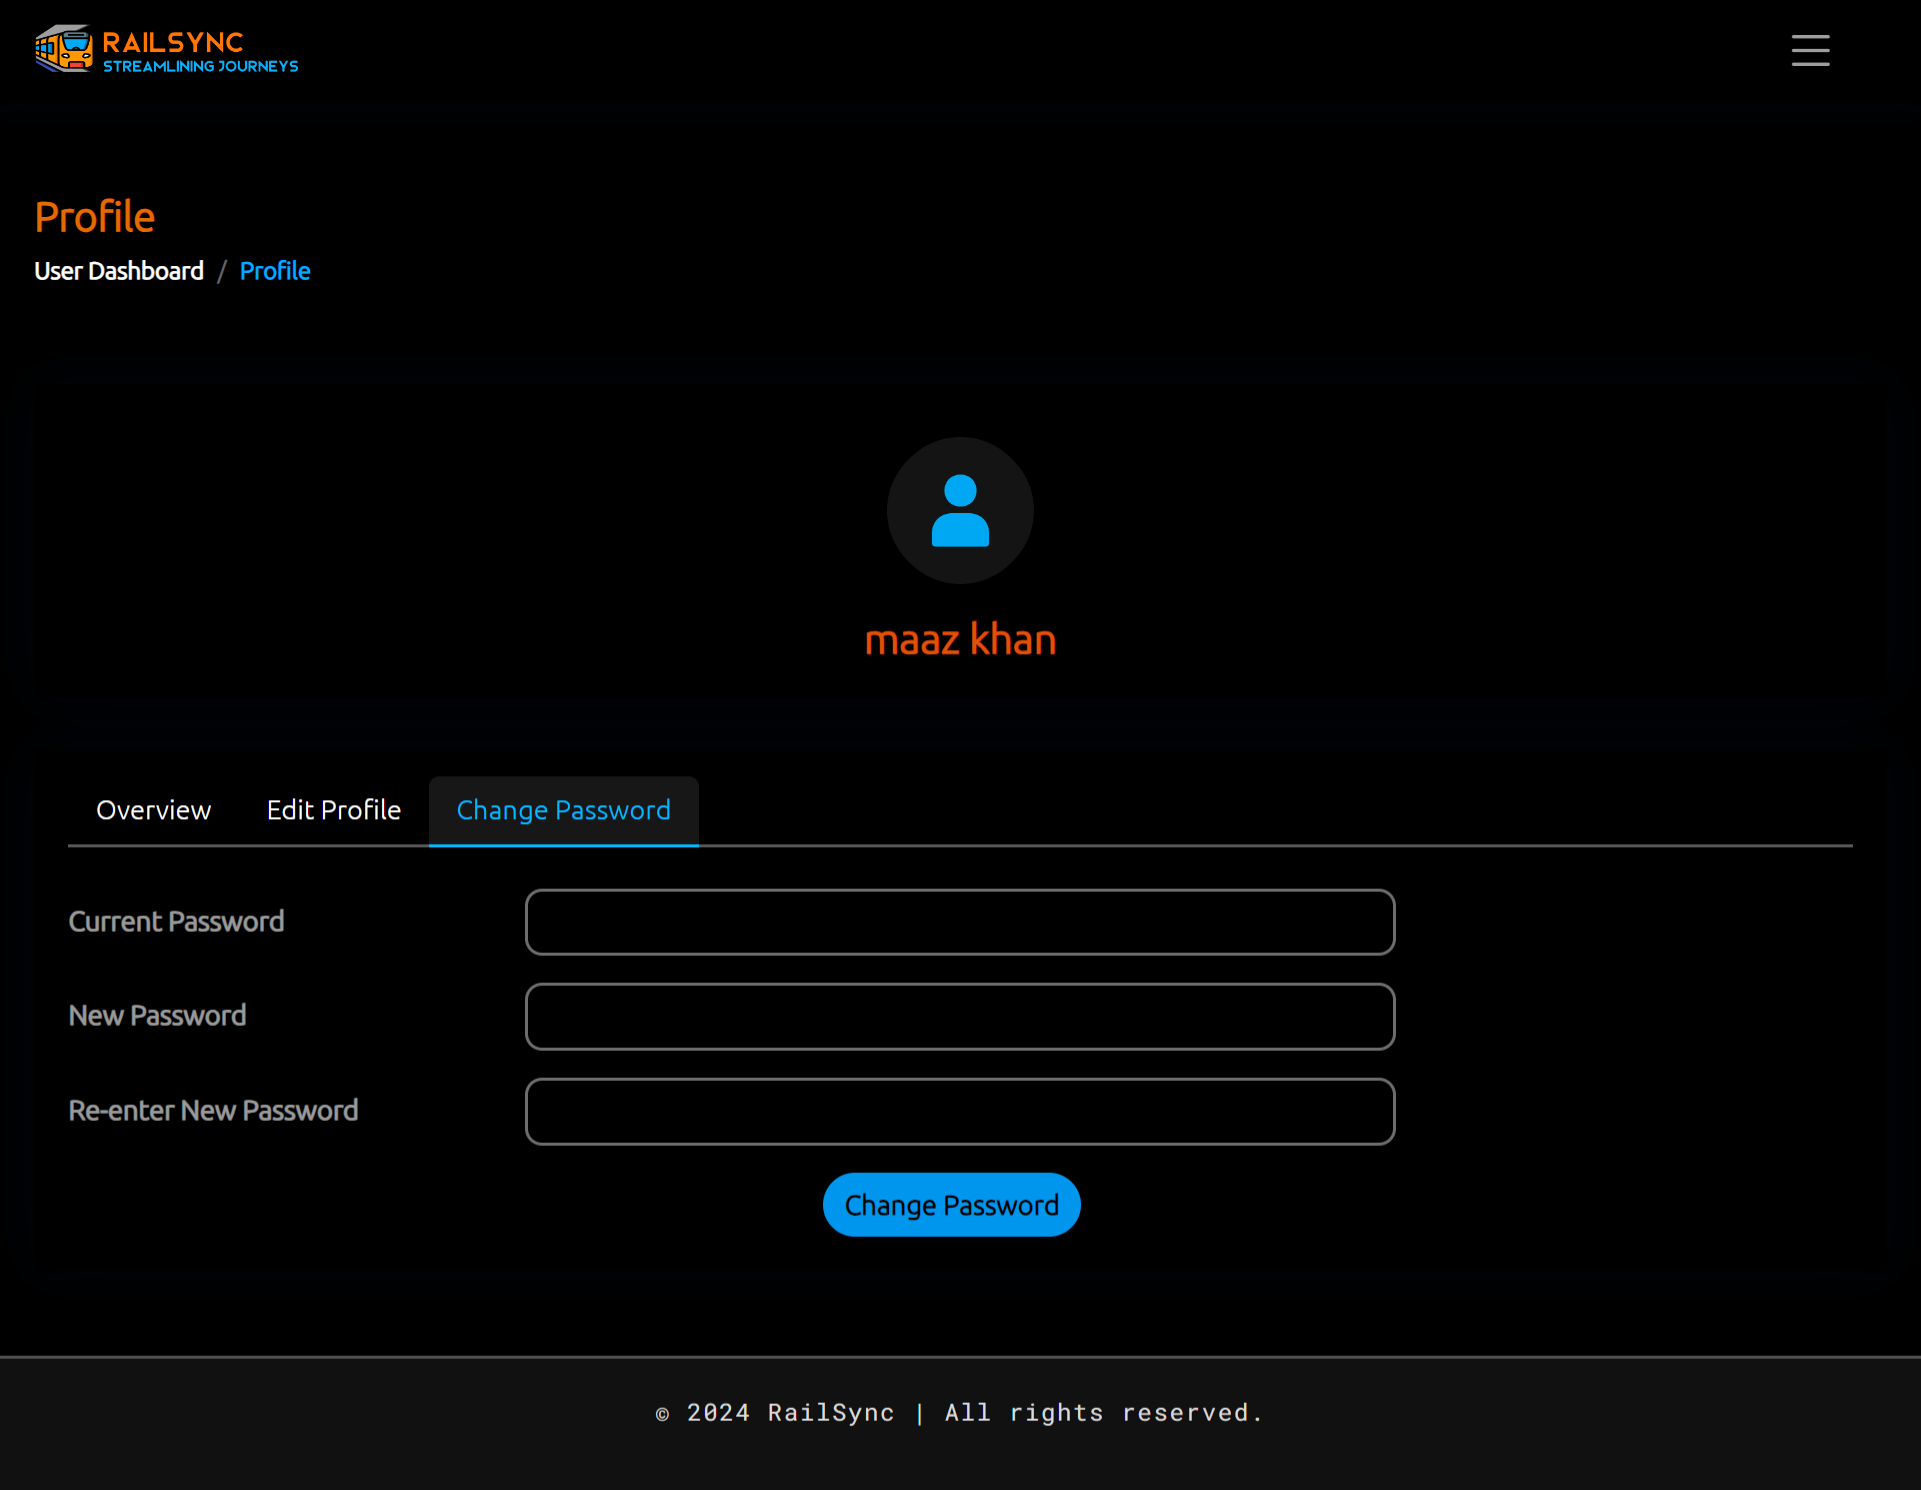 RAILSYNC
STREAMLINING JOURNEYS
Profile
User Dashboard / Profile
maaz khan
Overview Edit Profile Change Password
Current Password
New Password
Re-enter New Password
Change Password
© 2024 RailSync | All rights reserved.